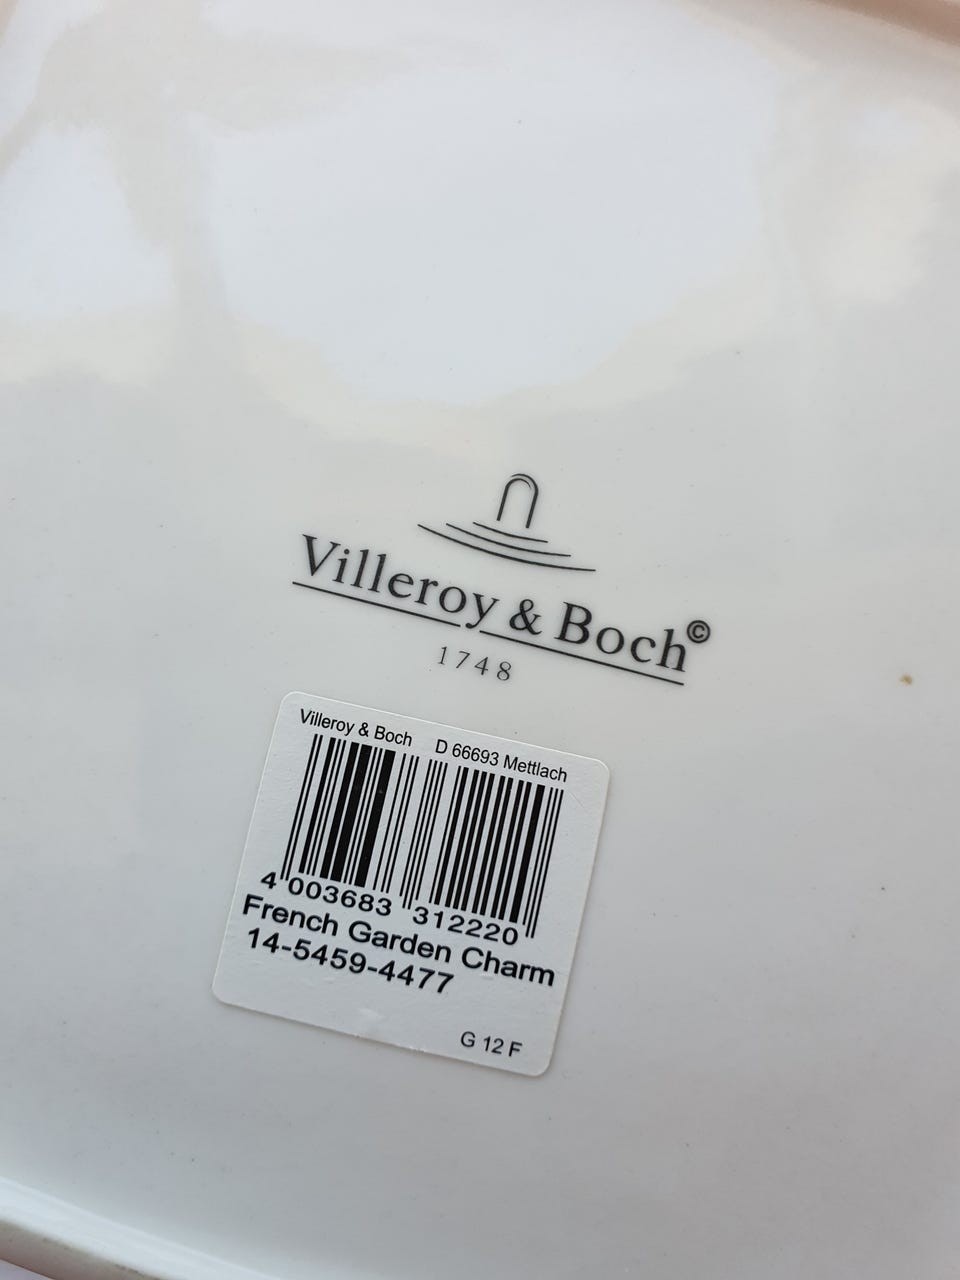 Villeroy & Boch©
1748
Villeroy & Boch D 66693 Mettlach
4 003683 312220
French Garden Charm
14-5459-4477
G 12 F